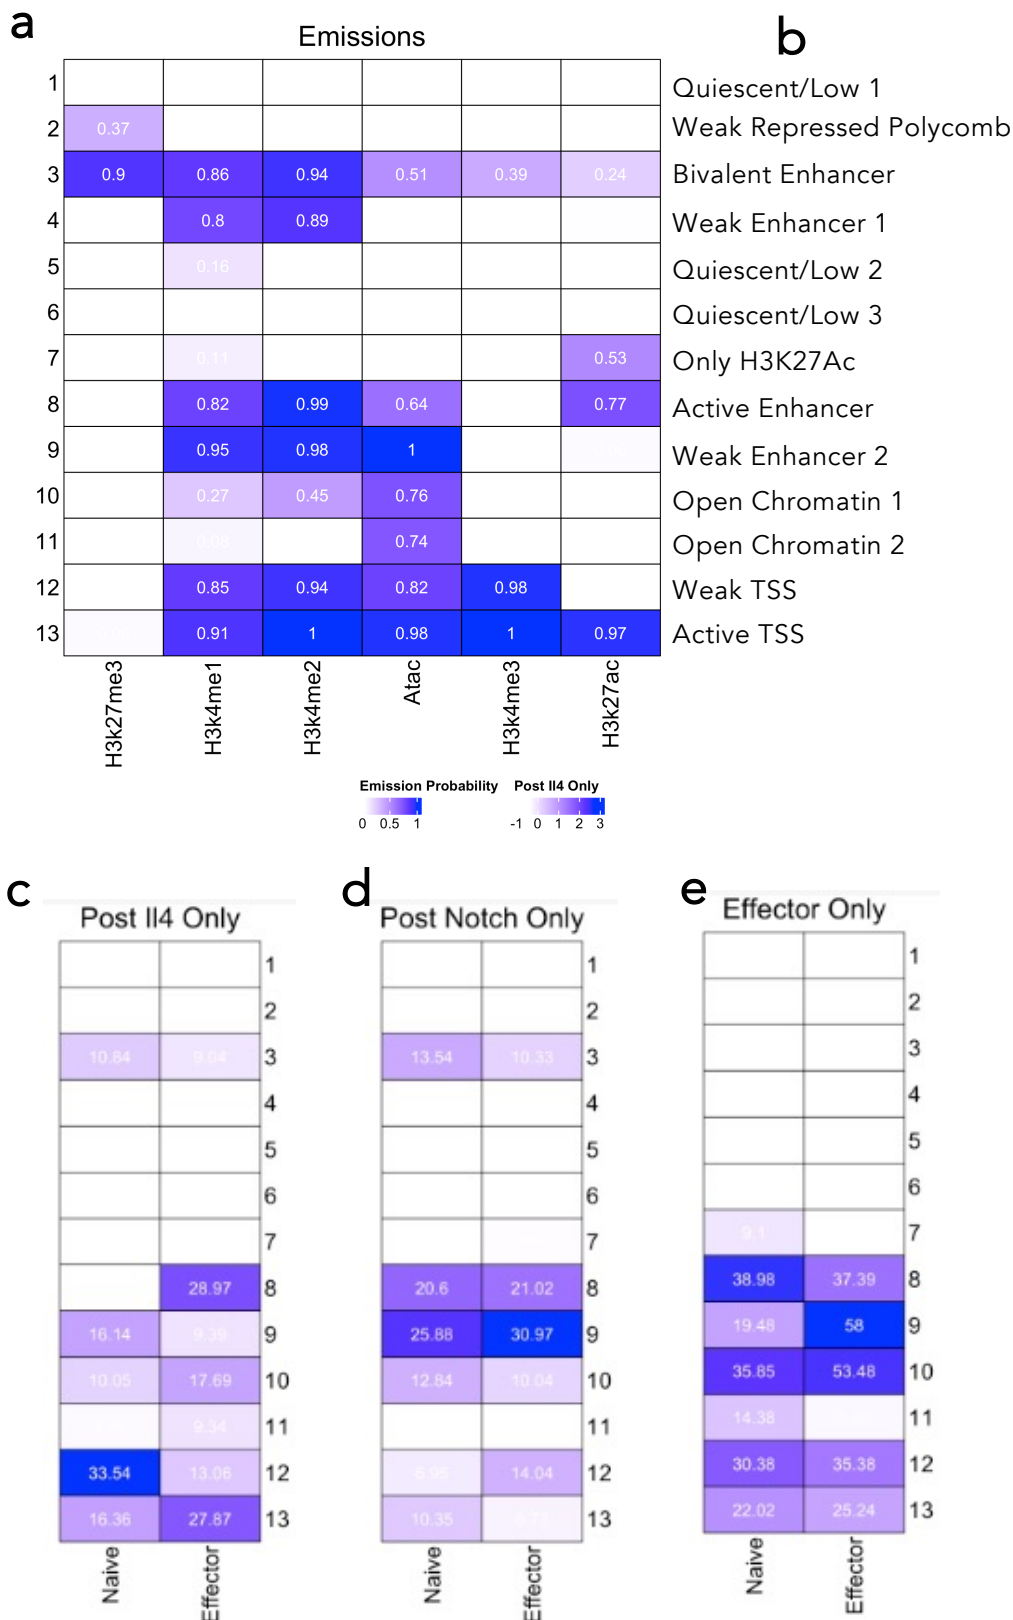 a
b
Emissions
1
Quiescent/Low 1
2 0.37
Weak Repressed Polycomb
3 0.9 0.86 0.94 0.51 0.39 0.24
Bivalent Enhancer
4 0.8 0.89
Weak Enhancer 1
5 0.16
Quiescent/Low 2
6
Quiescent/Low 3
7 0.11 0.53
Only H3K27Ac
8 0.82 0.99 0.64 0.77
Active Enhancer
9 0.95 0.98 1
Weak Enhancer 2
10 0.27 0.45 0.76
Open Chromatin 1
11 0.74
Open Chromatin 2
12 0.85 0.94 0.82 0.98
Weak TSS
13 0.91 1 0.98 1 0.97
Active TSS
H3k27me3 H3k4me1 H3k4me2 Atac H3k4me3 H3k27ac
Emission Probability
0 0.5 1
Post Il4 Only
-1 0 1 2 3
c
Post Il4 Only
1
2
10.84 9.04 3
4
5
6
7
28.97 8
16.14 9.39 9
10.05 17.69 10
9.34 11
33.54 13.06 12
16.36 27.87 13
Naive Effector
d
Post Notch Only
1
2
13.54 10.33 3
4
5
6
7
20.6 21.02 8
25.88 30.97 9
12.84 10.04 10
11
14.04 12
10.35 13
Naive Effector
e
Effector Only
1
2
3
4
5
6
9.1 7
38.98 37.39 8
19.48 58 9
35.85 53.48 10
14.38 11
30.38 35.38 12
22.02 25.24 13
Naive Effector